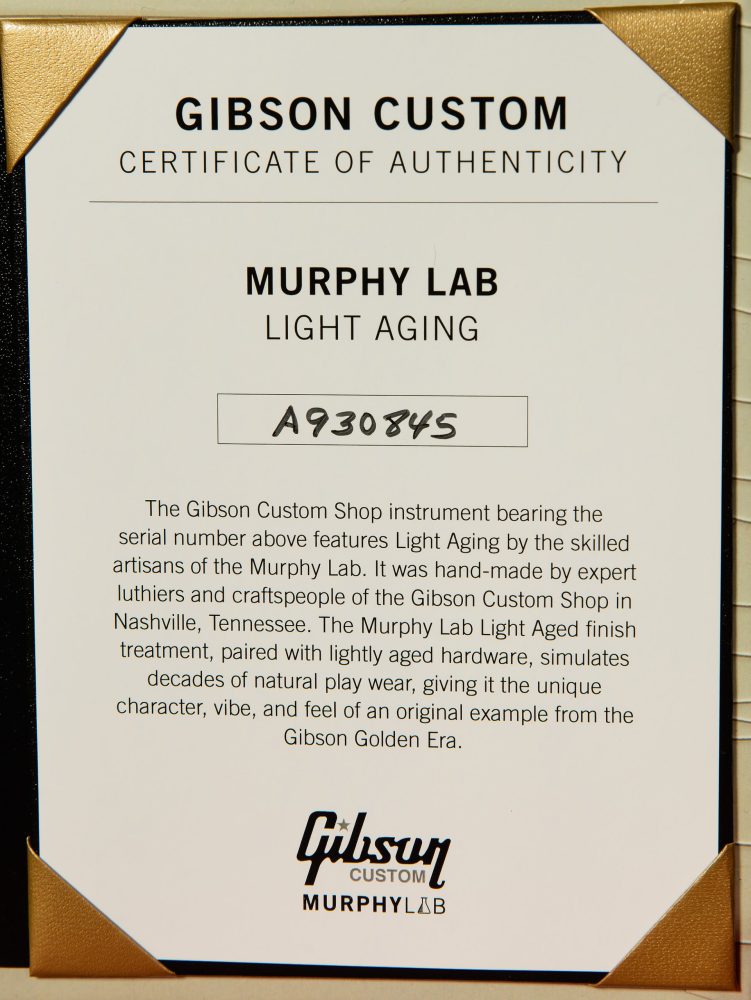 GIBSON CUSTOM
CERTIFICATE OF AUTHENTICITY
MURPHY LAB
LIGHT AGING
A930845
The Gibson Custom Shop instrument bearing the
serial number above features Light Aging by the skilled
artisans of the Murphy Lab. It was hand-made by expert
luthiers and craftspeople of the Gibson Custom Shop in
Nashville, Tennessee. The Murphy Lab Light Aged finish
treatment, paired with lightly aged hardware, simulates
decades of natural play wear, giving it the unique
character, vibe, and feel of an original example from the
Gibson Golden Era.
Gibson
CUSTOM
MURPHYLAB